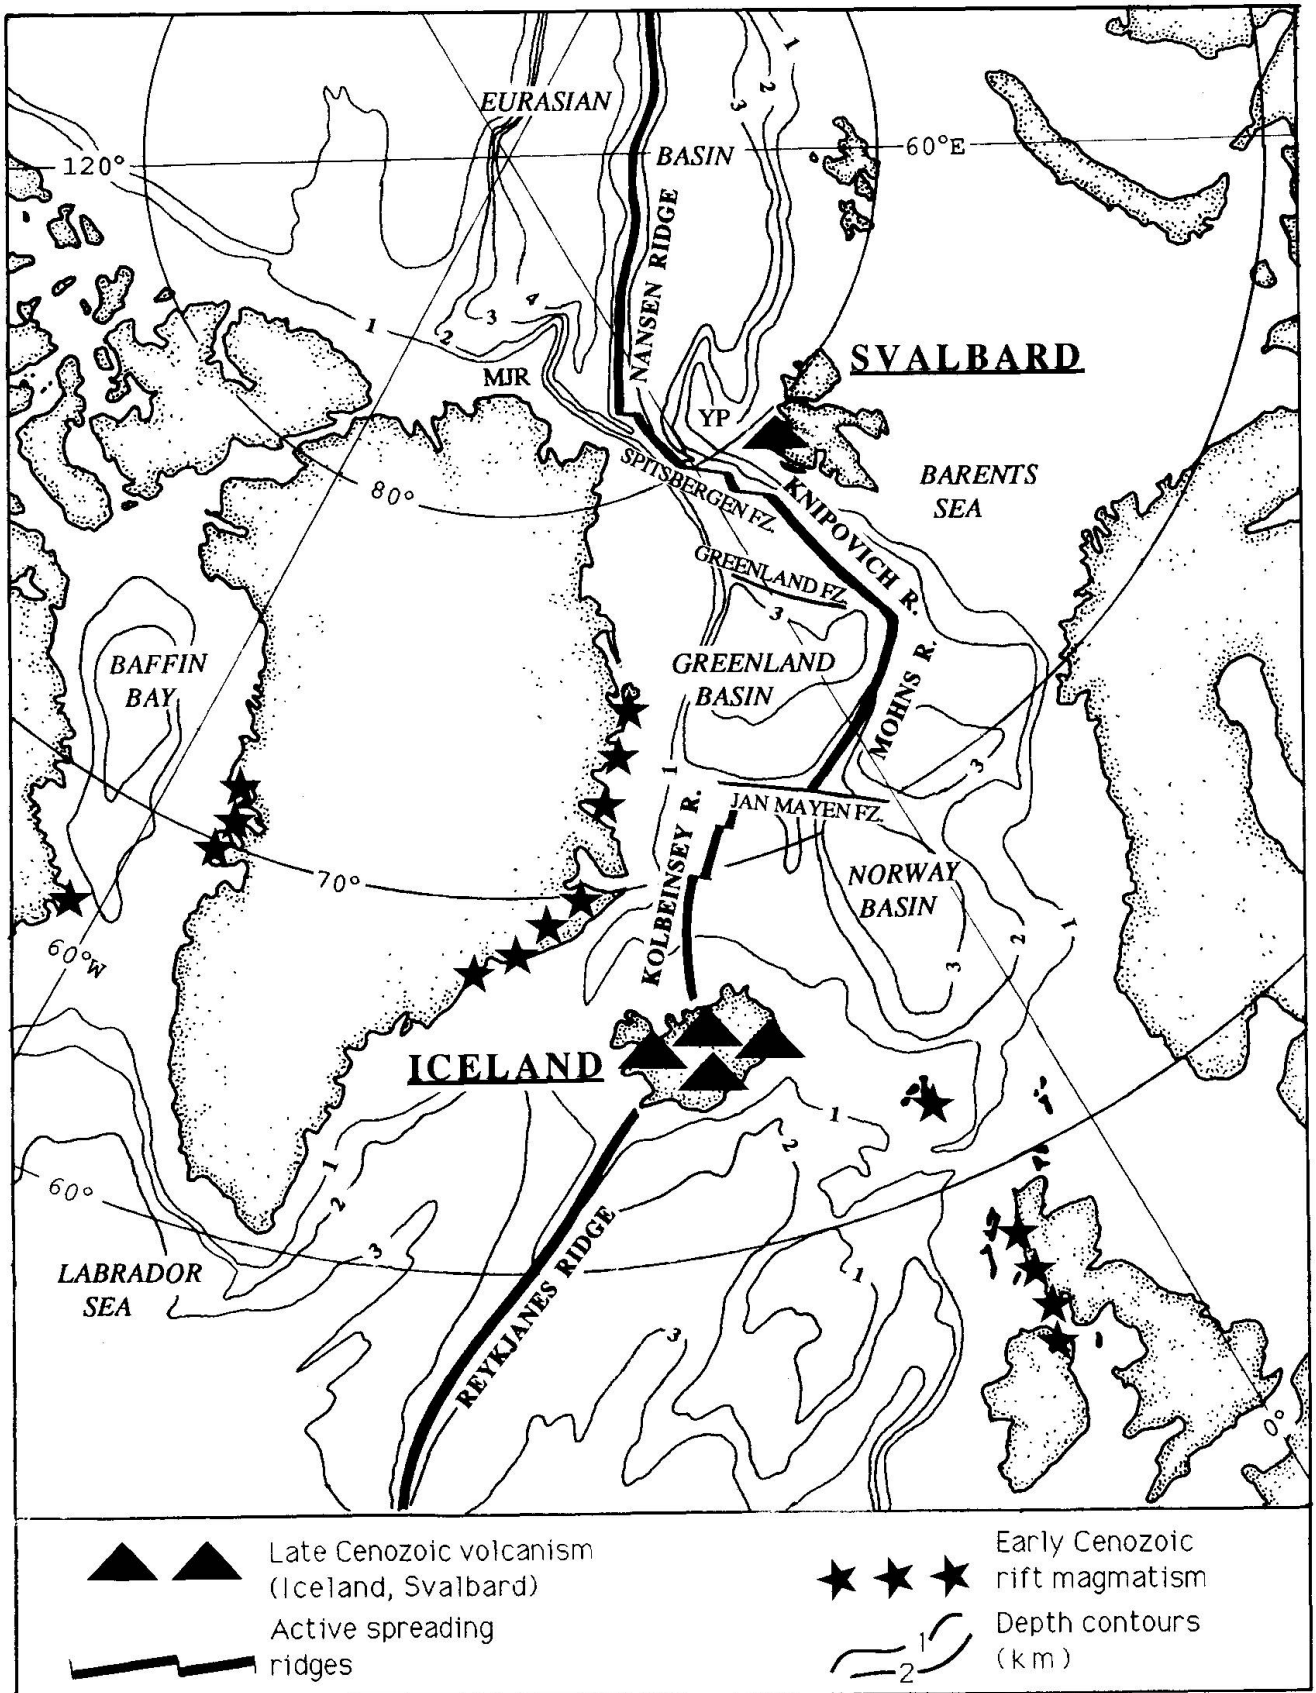 1
2
3
EURASIAN
BASIN
120°
60°E
NANSEN RIDGE
1
2
3
4
SVALBARD
MJR
YP
80°
SPITSBERGEN FZ.
KNIPOVICH R.
BARENTS
SEA
GREENLAND FZ.
3
BAFFIN
BAY
GREENLAND
BASIN
MOHNS R.
1
3
JAN MAYEN FZ.
KOLBEINSEY R.
70°
NORWAY
BASIN
60°W
3
2
1
ICELAND
1
2
60°
1
2
3
LABRADOR
SEA
REYKJANES RIDGE
1
3
0°
Late Cenozoic volcanism
(Iceland, Svalbard)
Active spreading
ridges
Early Cenozoic
rift magmatism
Depth contours
(km)
1
2